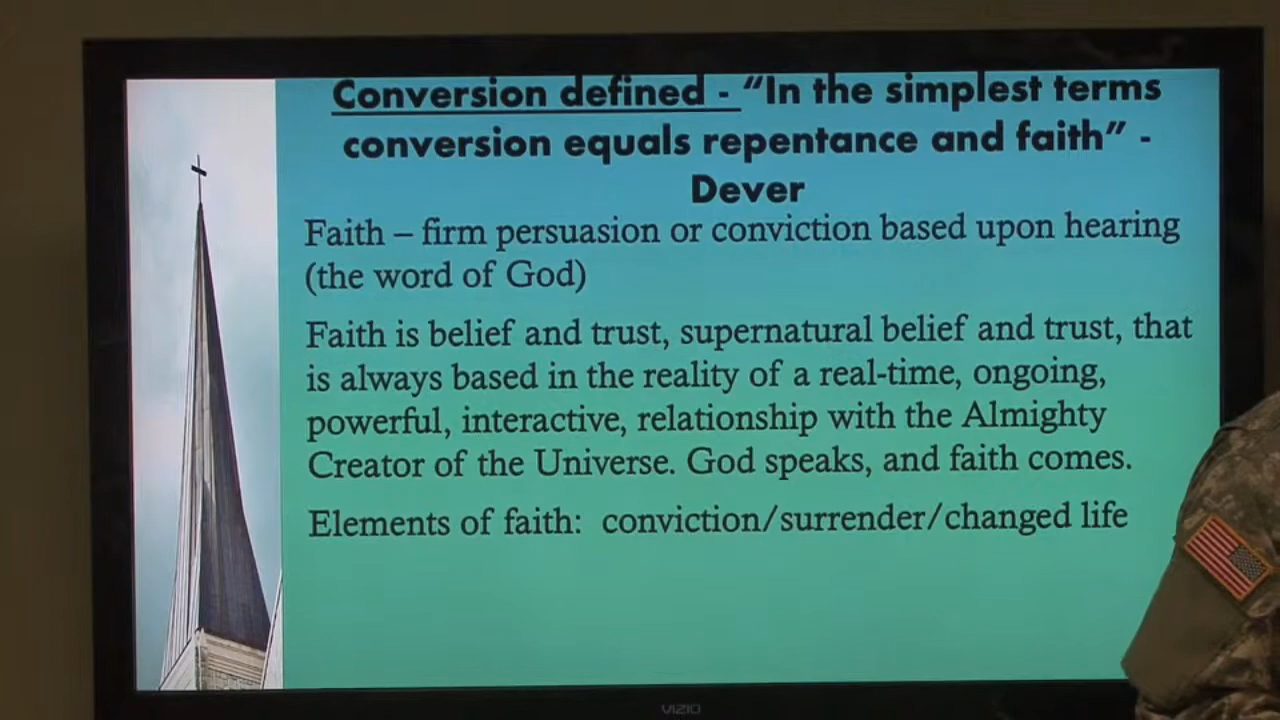 Conversion defined - “In the simplest terms
conversion equals repentance and faith” -
Dever
Faith – firm persuasion or conviction based upon hearing
(the word of God)
Faith is belief and trust, supernatural belief and trust, that
is always based in the reality of a real-time, ongoing,
powerful, interactive, relationship with the Almighty
Creator of the Universe. God speaks, and faith comes.
Elements of faith: conviction/surrender/changed life
VIZIO